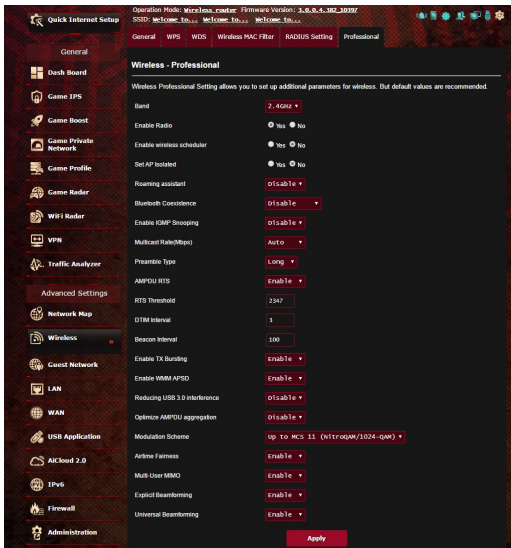 Quick Internet Setup
Operation Mode: Wireless router Firmware Version: 3.0.0.4.382_10397
SSID: Welcome to... Welcome to... Welcome to...
General WPS WDS Wireless MAC Filter RADIUS Setting Professional
General
Dash Board
Game IPS
Game Boost
Game Private Network
Game Profile
Game Radar
WiFi Radar
VPN
Traffic Analyzer
Advanced Settings
Network Map
Wireless
Guest Network
LAN
WAN
USB Application
AiCloud 2.0
IPv6
Firewall
Administration
Wireless - Professional
Wireless Professional Setting allows you to set up additional parameters for wireless. But default values are recommended.
Band 2.4GHz
Enable Radio Yes No
Enable wireless scheduler Yes No
Set AP Isolated Yes No
Roaming assistant Disable
Bluetooth Coexistence Disable
Enable IGMP Snooping Disable
Multicast Rate(Mbps) Auto
Preamble Type Long
AMPDU RTS Enable
RTS Threshold 2347
DTIM Interval 3
Beacon Interval 100
Enable TX Bursting Enable
Enable WMM APSD Enable
Reducing USB 3.0 interference Disable
Optimize AMPDU aggregation Disable
Modulation Scheme Up to MCS 11 (NitroQAM/1024-QAM)
Airtime Fairness Enable
Multi-User MIMO Enable
Explicit Beamforming Enable
Universal Beamforming Enable
Apply